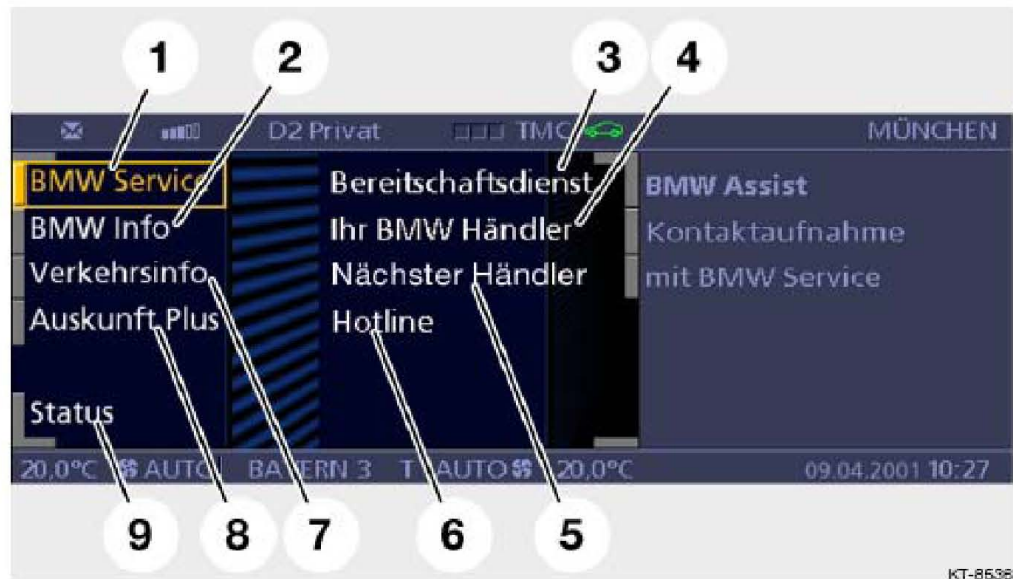 1 2 3 4
D2 Privat TMC MÜNCHEN
BMW Service Bereitschaftsdienst BMW Assist
BMW Info Ihr BMW Händler Kontaktaufnahme
Verkehrsinfo Nächster Händler mit BMW Service
Auskunft Plus Hotline
Status
20,0°C AUTO BAYERN 3 T AUTO 20,0°C 09.04.2001 10:27
9 8 7 6 5
KT-8636